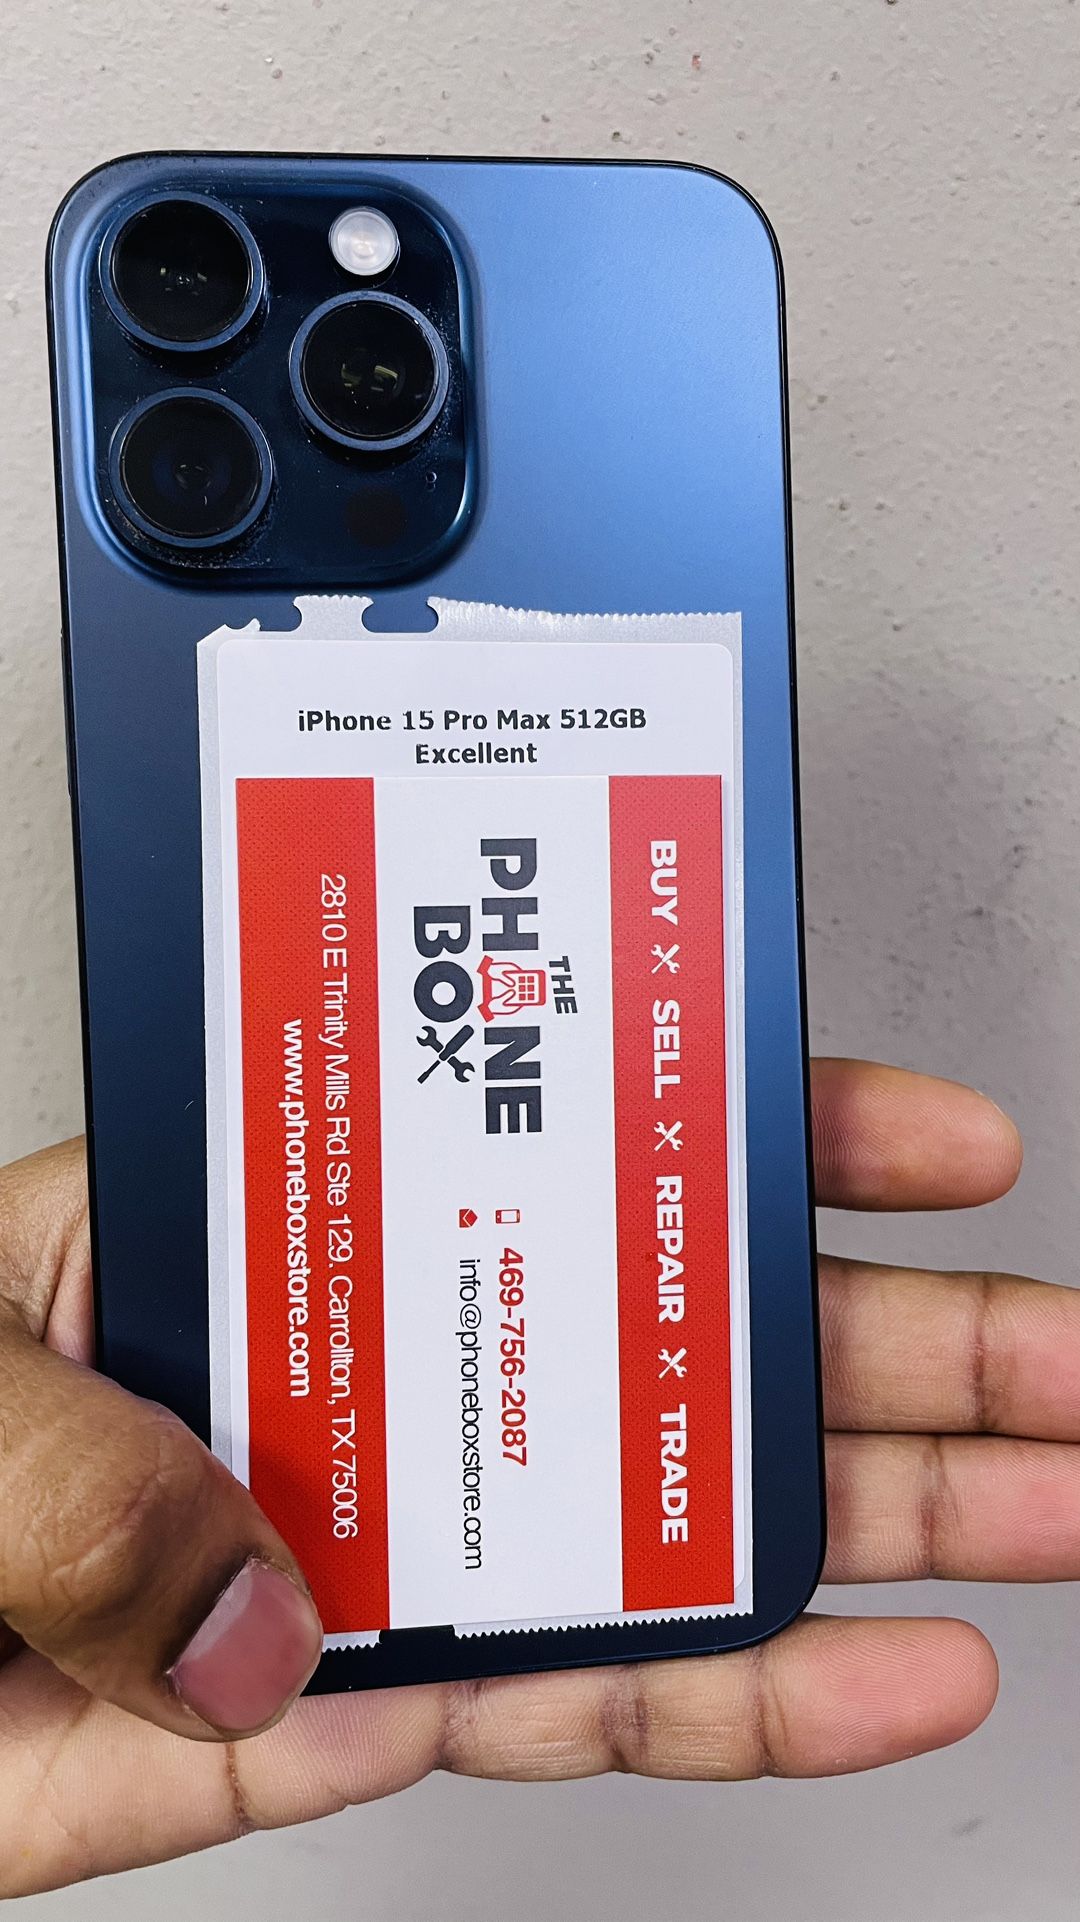 iPhone 15 Pro Max 512GB
Excellent
BUY SELL REPAIR TRADE
THE
PHONE
BOX
469-756-2087
info@phoneboxstore.com
2810 E Trinity Mills Rd Ste 129. Carrollton, TX 75006
www.phoneboxstore.com